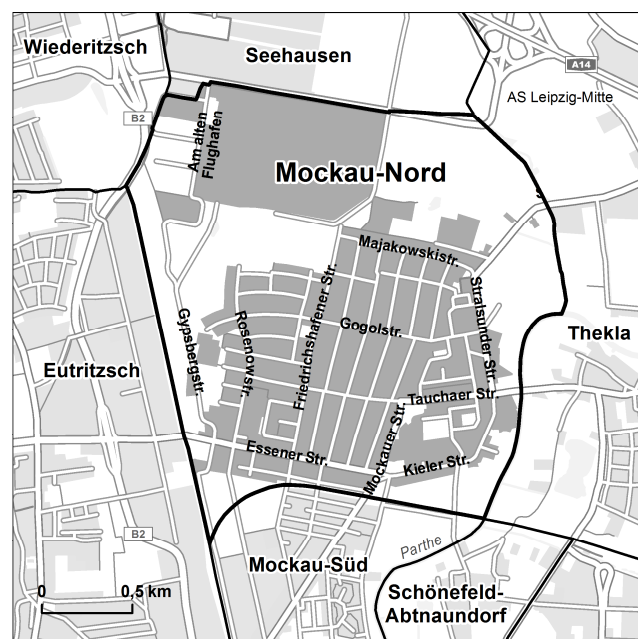 Wiederitzsch
Seehausen
A14
AS Leipzig-Mitte
B2
Am alten
Flughafen
Mockau-Nord
Majakowskistr.
Stralsunder Str.
Gogolstr.
Friedrichshafener Str.
Rosenowstr.
Gypsbergstr.
Thekla
Eutritzsch
Tauchaer Str.
Mockauer Str.
Essener Str.
Kieler Str.
B2
Parthe
Mockau-Süd
Schönefeld-
Abtnaundorf
0 0,5 km